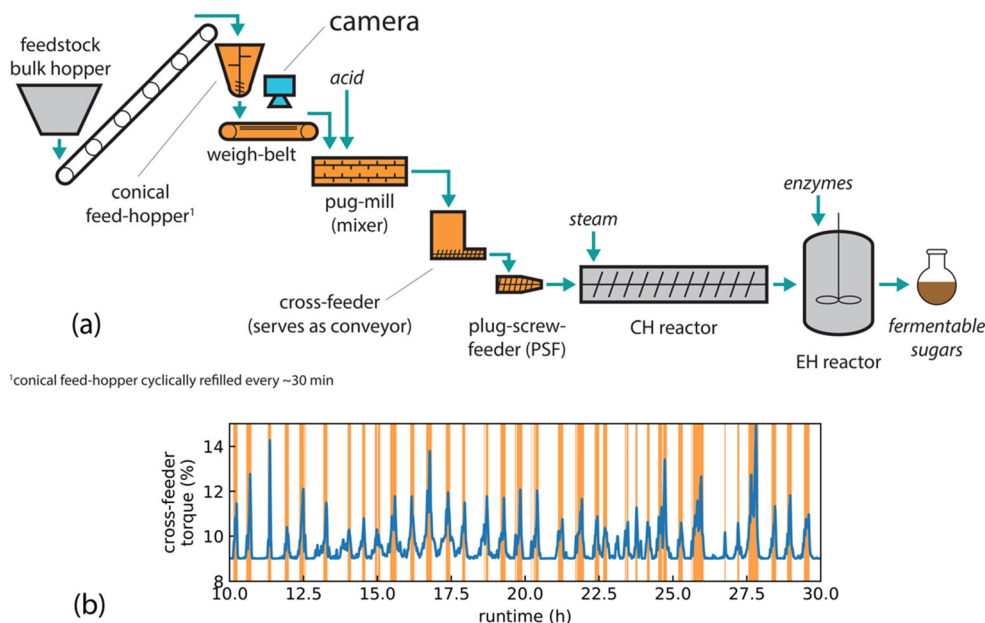 camera
feedstock
bulk hopper
acid
weigh-belt
conical
feed-hopper¹
pug-mill
(mixer)
enzymes
steam
cross-feeder
(serves as conveyor)
plug-screw-
feeder (PSF)
CH reactor
EH reactor
fermentable
sugars
(a)
¹conical feed-hopper cyclically refilled every ~30 min
cross-feeder
torque (%)
14
12
10
8
10.0 12.5 15.0 17.5 20.0 22.5 25.0 27.5 30.0
runtime (h)
(b)